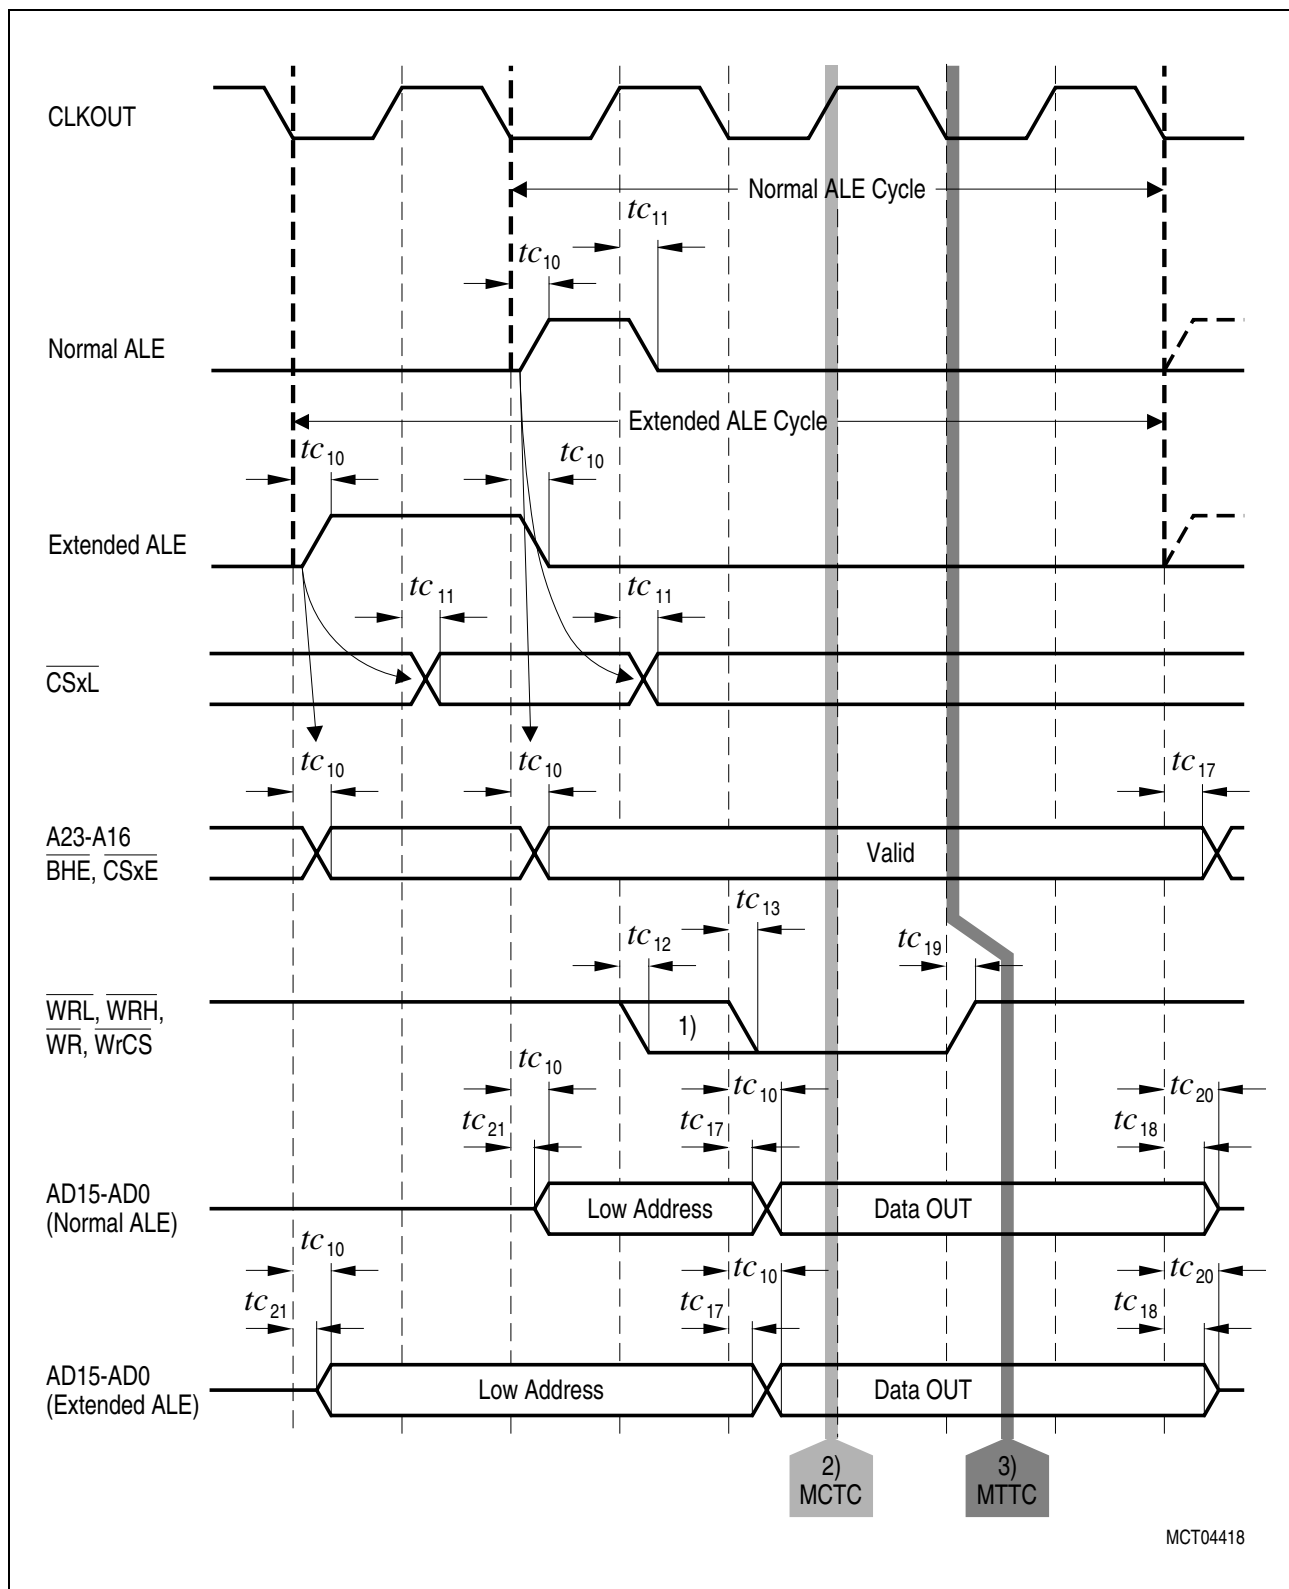 CLKOUT
Normal ALE Cycle
tc11
tc10
Normal ALE
Extended ALE Cycle
tc10
tc10
Extended ALE
tc11
tc11
CSxL
tc10
tc10
tc17
A23-A16
BHE, CSxE
Valid
tc13
tc12
tc19
WRL, WRH,
WR, WrCS
1)
tc10
tc10
tc20
tc21
tc17
tc18
AD15-AD0
(Normal ALE)
Low Address
Data OUT
tc10
tc10
tc20
tc21
tc17
tc18
AD15-AD0
(Extended ALE)
Low Address
Data OUT
2)
MCTC
3)
MTTC
MCT04418